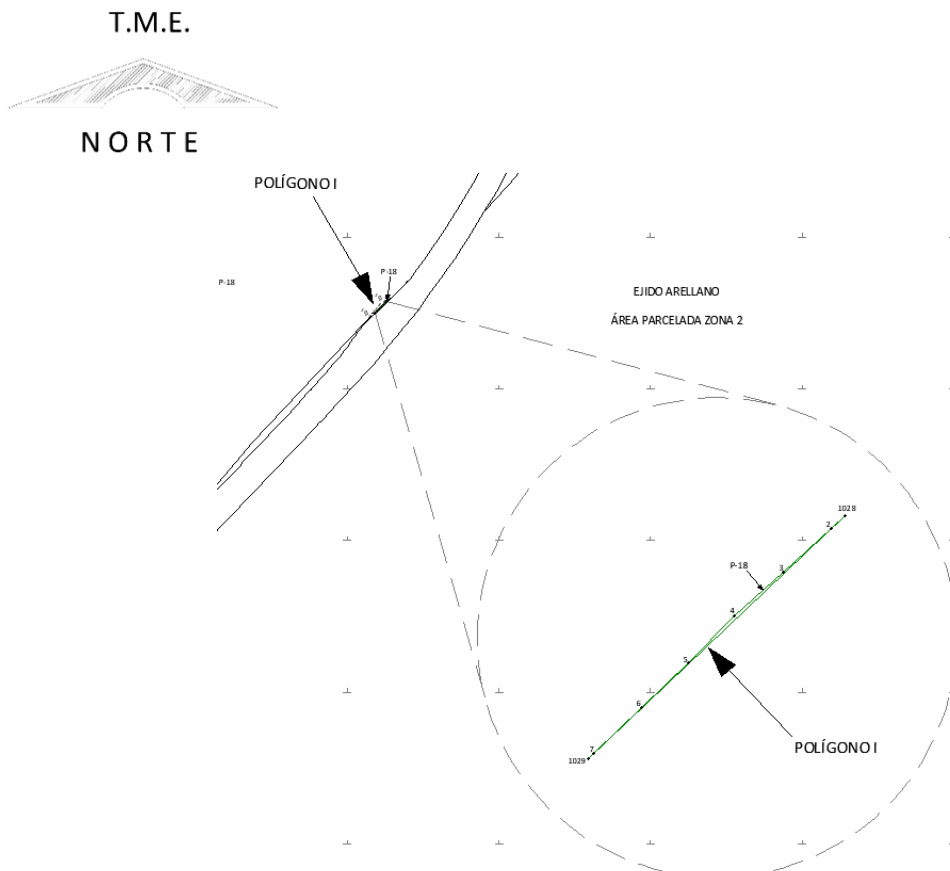 T.M.E.
NORTE
POLÍGONO I
P-18
P-18
EJIDO ARELLANO
ÁREA PARCELADA ZONA 2
1028
2
P-18
3
4
5
6
7
1029
POLÍGONO I